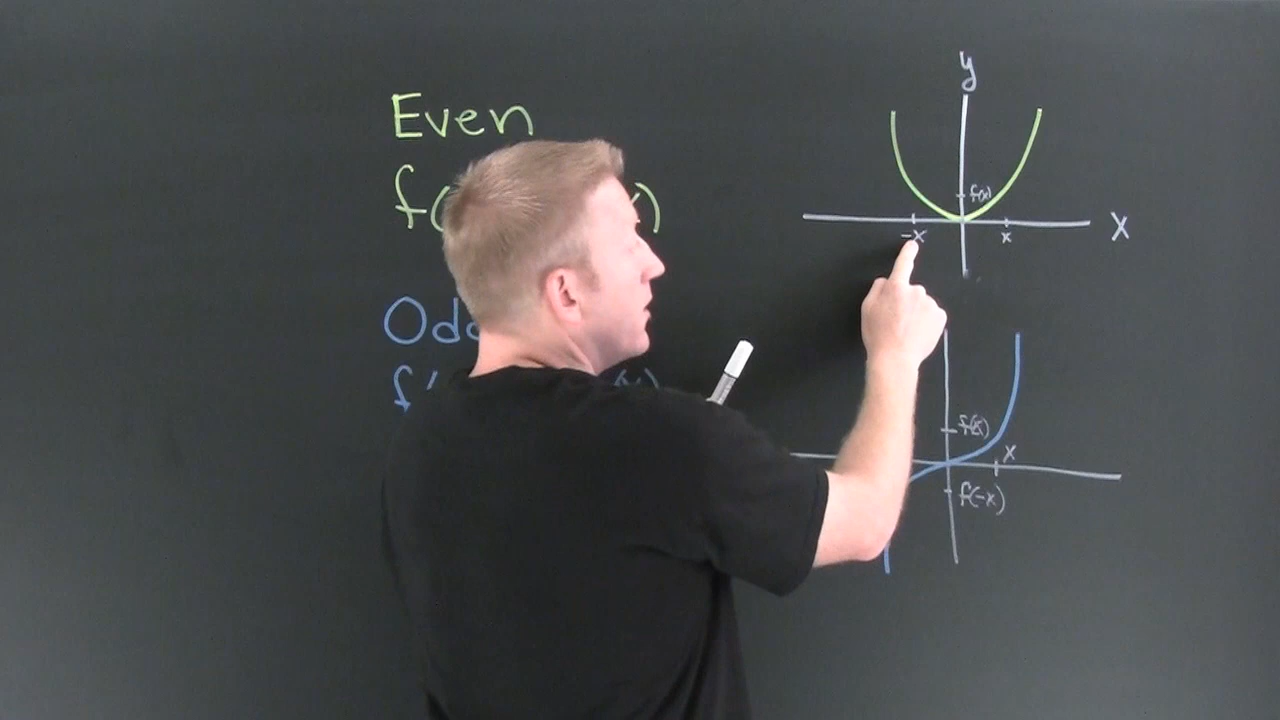 Even
f( )
Odd
f
y
f(x)
X
-x
x
f(x)
x
f(-x)